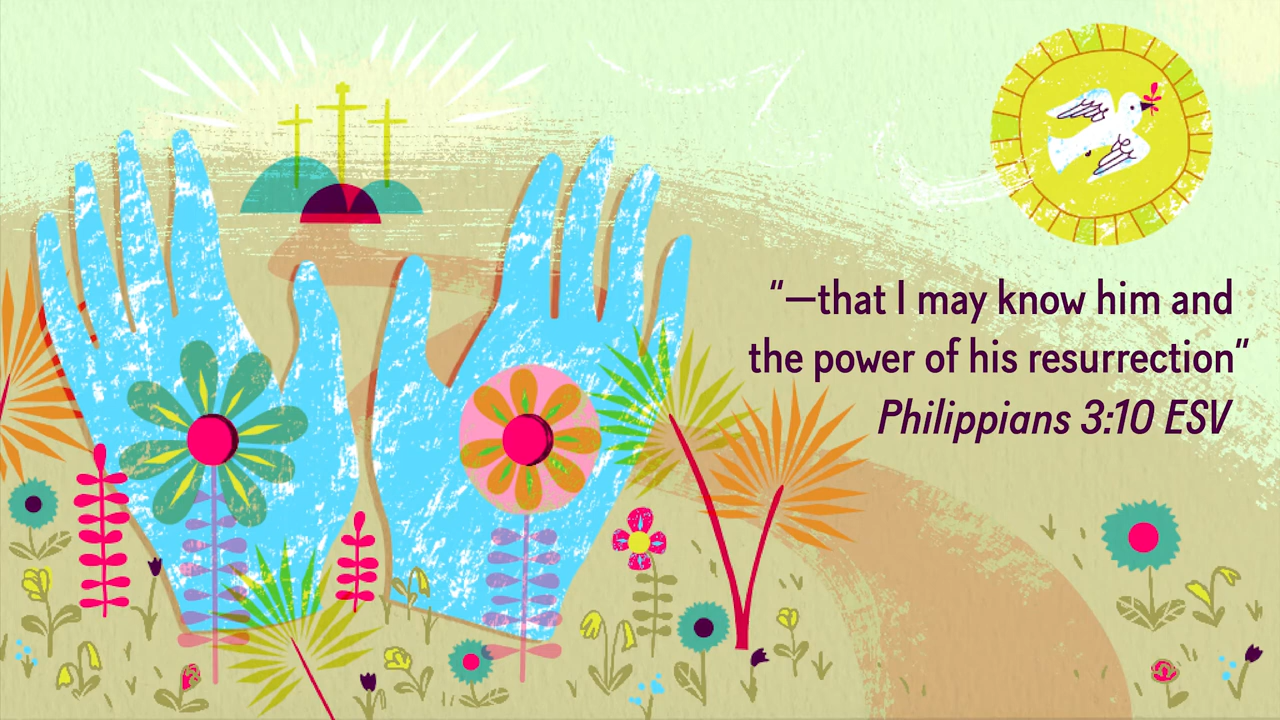 “—that I may know him and
the power of his resurrection”
Philippians 3:10 ESV